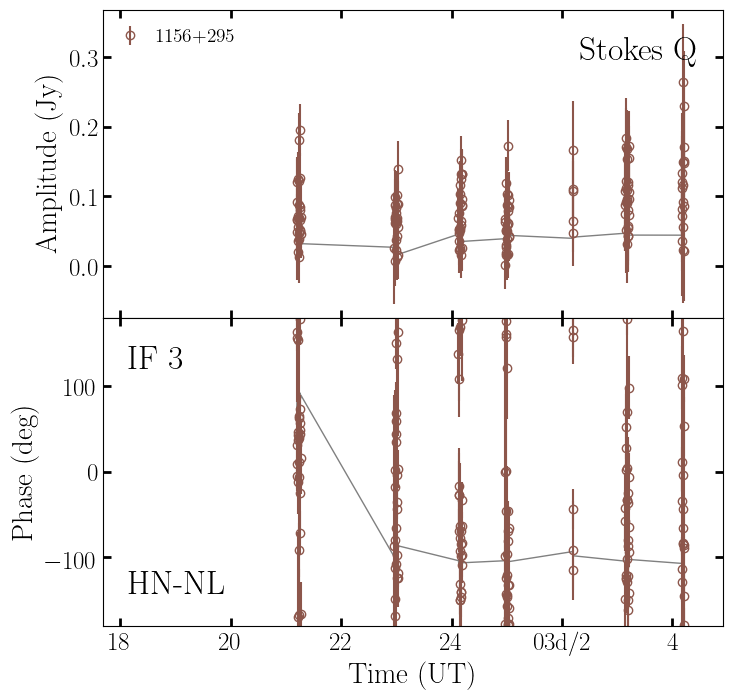 1156+295
Stokes Q
0.3
0.2
0.1
0.0
Amplitude (Jy)
IF 3
100
0
−100
Phase (deg)
HN-NL
18 20 22 24 03d/2 4
Time (UT)